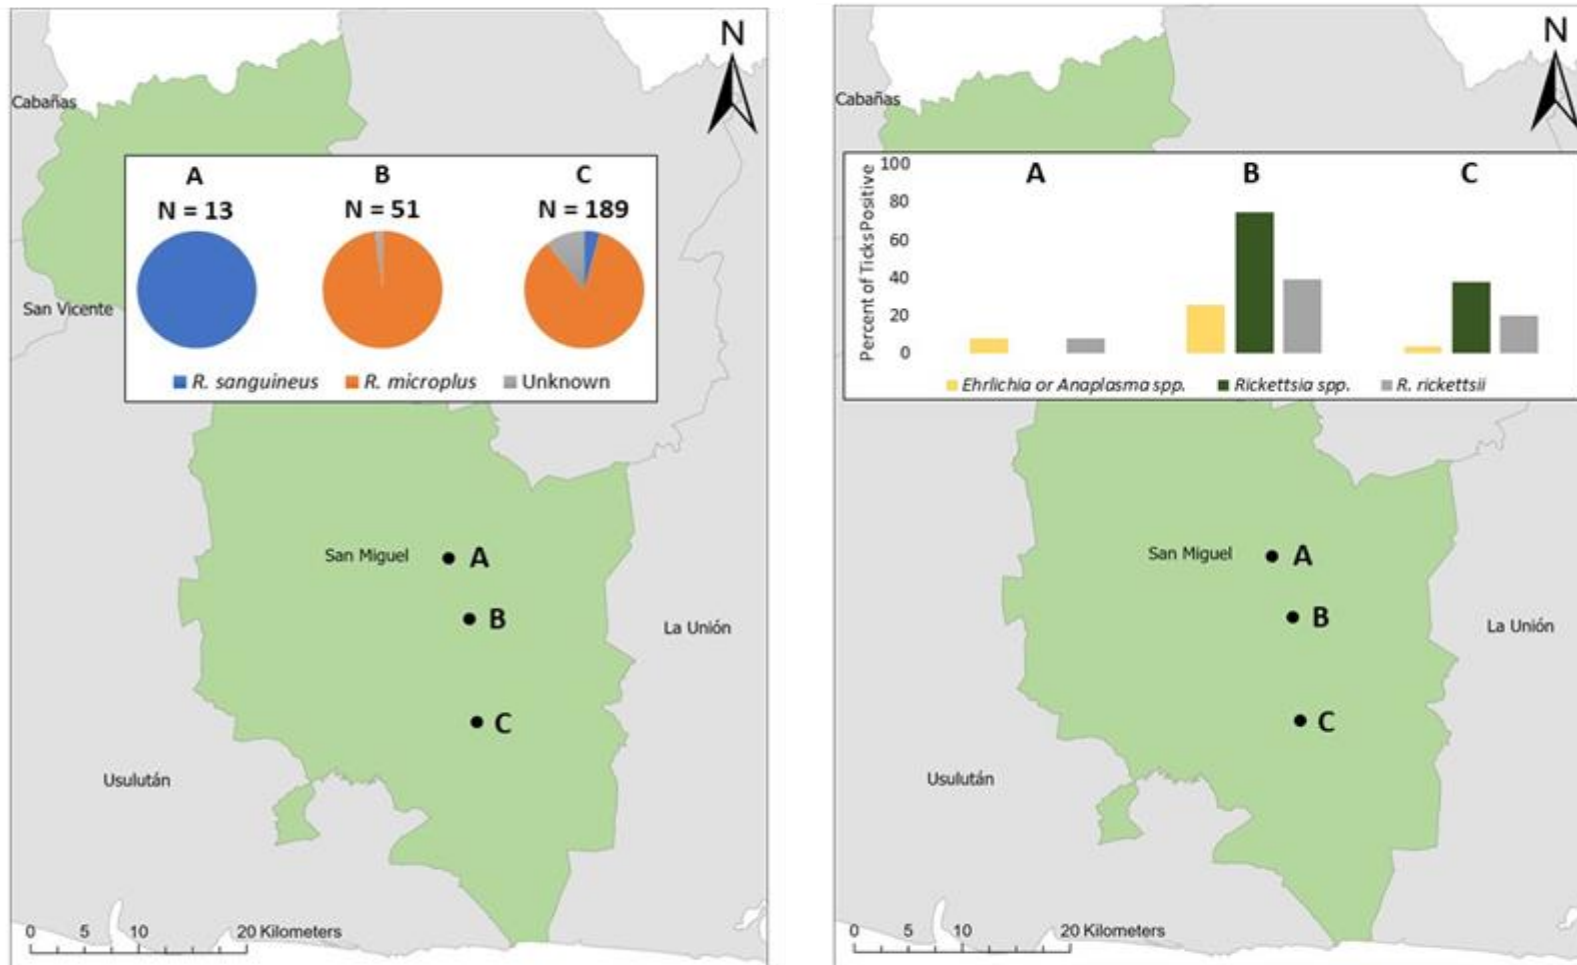 N
Cabañas
A
B
C
N = 13
N = 51
N = 189
San Vicente
R. sanguineus
R. microplus
Unknown
San Miguel
A
B
La Unión
C
Usulután
0 5 10 20 Kilometers
N
Cabañas
Percent of Ticks Positive
100
80
60
40
20
0
A
B
C
Ehrlichia or Anaplasma spp.
Rickettsia spp.
R. rickettsii
San Miguel
A
B
La Unión
C
Usulután
0 5 10 20 Kilometers